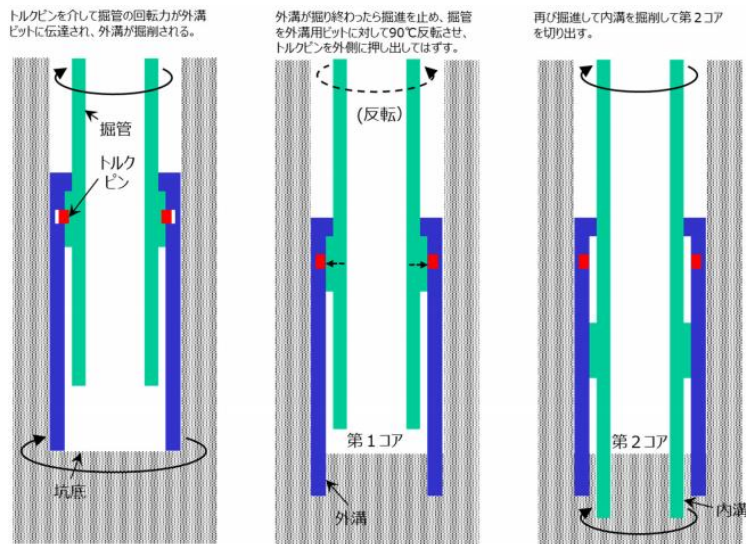 トルクピンを介して掘管の回転力が外溝
ビットに伝達され、外溝が掘削される。
掘管
トルク
ピン
坑底
外溝が掘り終わったら掘進を止め、掘管
を外溝用ビットに対して90℃反転させ、
トルクピンを外側に押し出してはずす。
(反転)
第１コア
外溝
再び掘進して内溝を掘削して第２コア
を切り出す。
第２コア
内溝